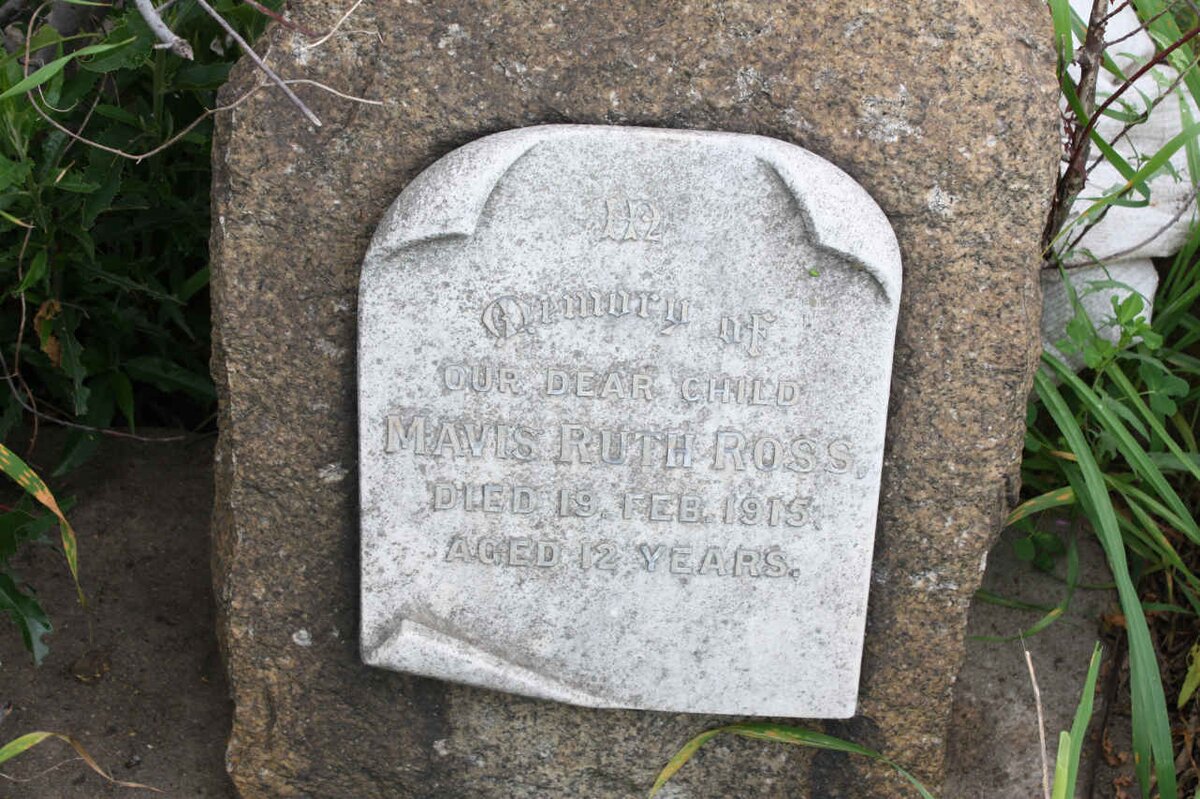 In
Memory of
OUR DEAR CHILD
MAVIS RUTH ROSS
DIED 19. FEB. 1915.
AGED 12 YEARS.